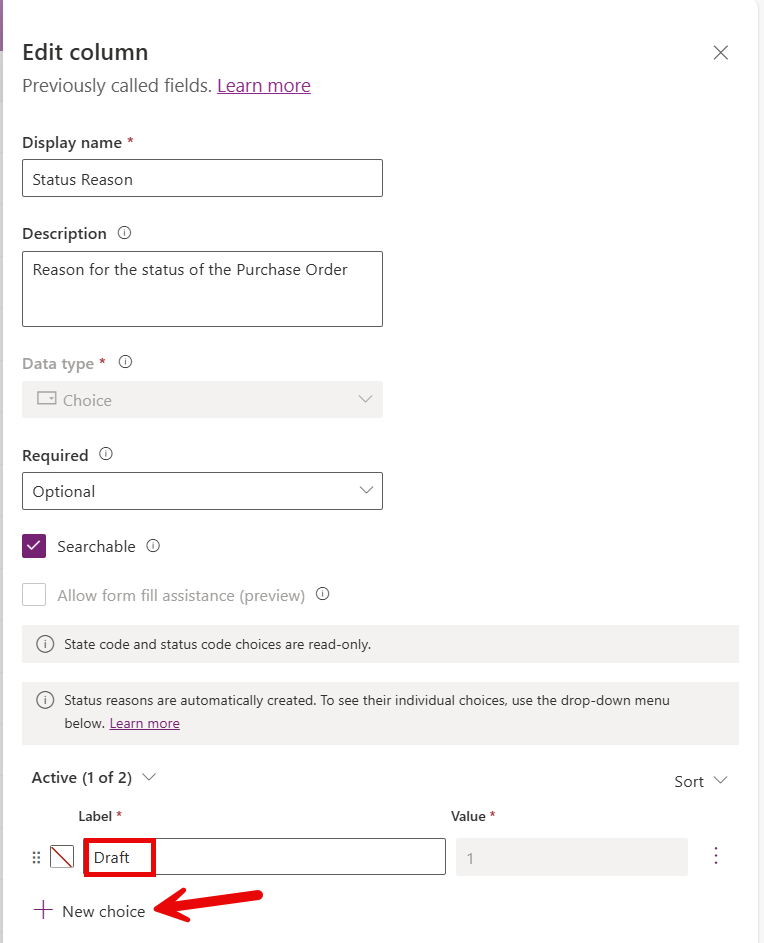 Edit column
Previously called fields. Learn more
Display name *
Status Reason
Description
Reason for the status of the Purchase Order
Data type *
Choice
Required
Optional
Searchable
Allow form fill assistance (preview)
State code and status code choices are read-only.
Status reasons are automatically created. To see their individual choices, use the drop-down menu
below. Learn more
Active (1 of 2)
Sort
Label * Value *
Draft 1
New choice